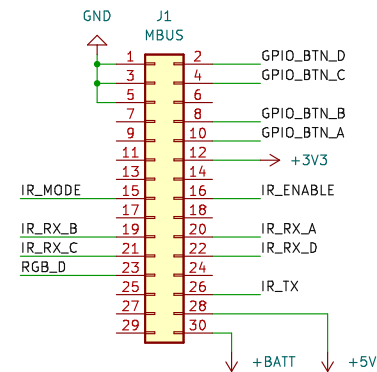 GND J1
MBUS
1 2 GPIO_BTN_D
3 4 GPIO_BTN_C
5 6
7 8 GPIO_BTN_B
9 10 GPIO_BTN_A
11 12 +3V3
13 14
IR_MODE 15 16 IR_ENABLE
17 18
IR_RX_B 19 20 IR_RX_A
IR_RX_C 21 22 IR_RX_D
RGB_D 23 24
25 26 IR_TX
27 28
29 30
+BATT +5V